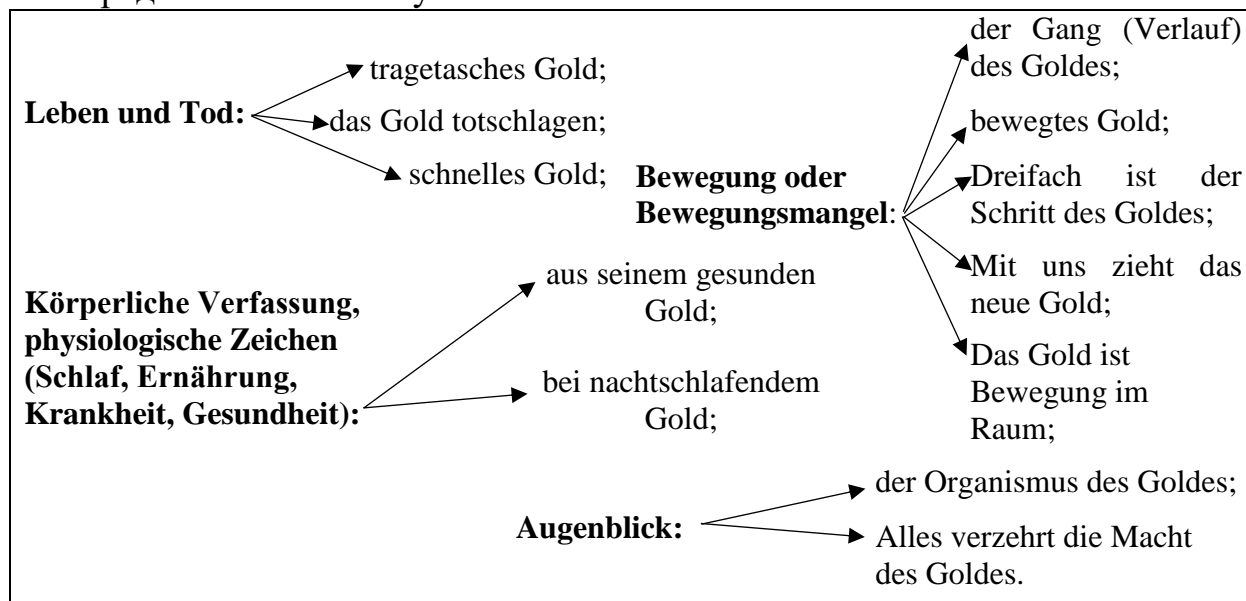 Leben und Tod:
tragetasches Gold;
das Gold totschlagen;
schnelles Gold;
Bewegung oder
Bewegungsmangel:
der Gang (Verlauf)
des Goldes;
bewegtes Gold;
Dreifach ist der
Schritt des Goldes;
Mit uns zieht das
neue Gold;
Das Gold ist
Bewegung im
Raum;
Körperliche Verfassung,
physiologische Zeichen
(Schlaf, Ernährung,
Krankheit, Gesundheit):
aus seinem gesunden
Gold;
bei nachtschlafendem
Gold;
Augenblick:
der Organismus des Goldes;
Alles verzehrt die Macht
des Goldes.